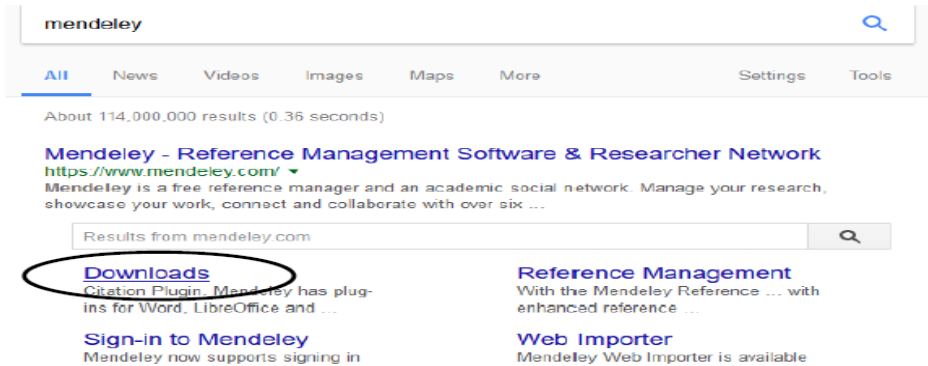 mendeley
All News Videos Images Maps More Settings Tools
About 114,000,000 results (0.36 seconds)
Mendeley - Reference Management Software & Researcher Network
https://www.mendeley.com/
Mendeley is a free reference manager and an academic social network. Manage your research,
showcase your work, connect and collaborate with over six ...
Results from mendeley.com
Downloads
Citation Plugin. Mendeley has plug-
ins for Word, LibreOffice and ...
Reference Management
With the Mendeley Reference ... with
enhanced reference ...
Sign-in to Mendeley
Mendeley now supports signing in
Web Importer
Mendeley Web Importer is available